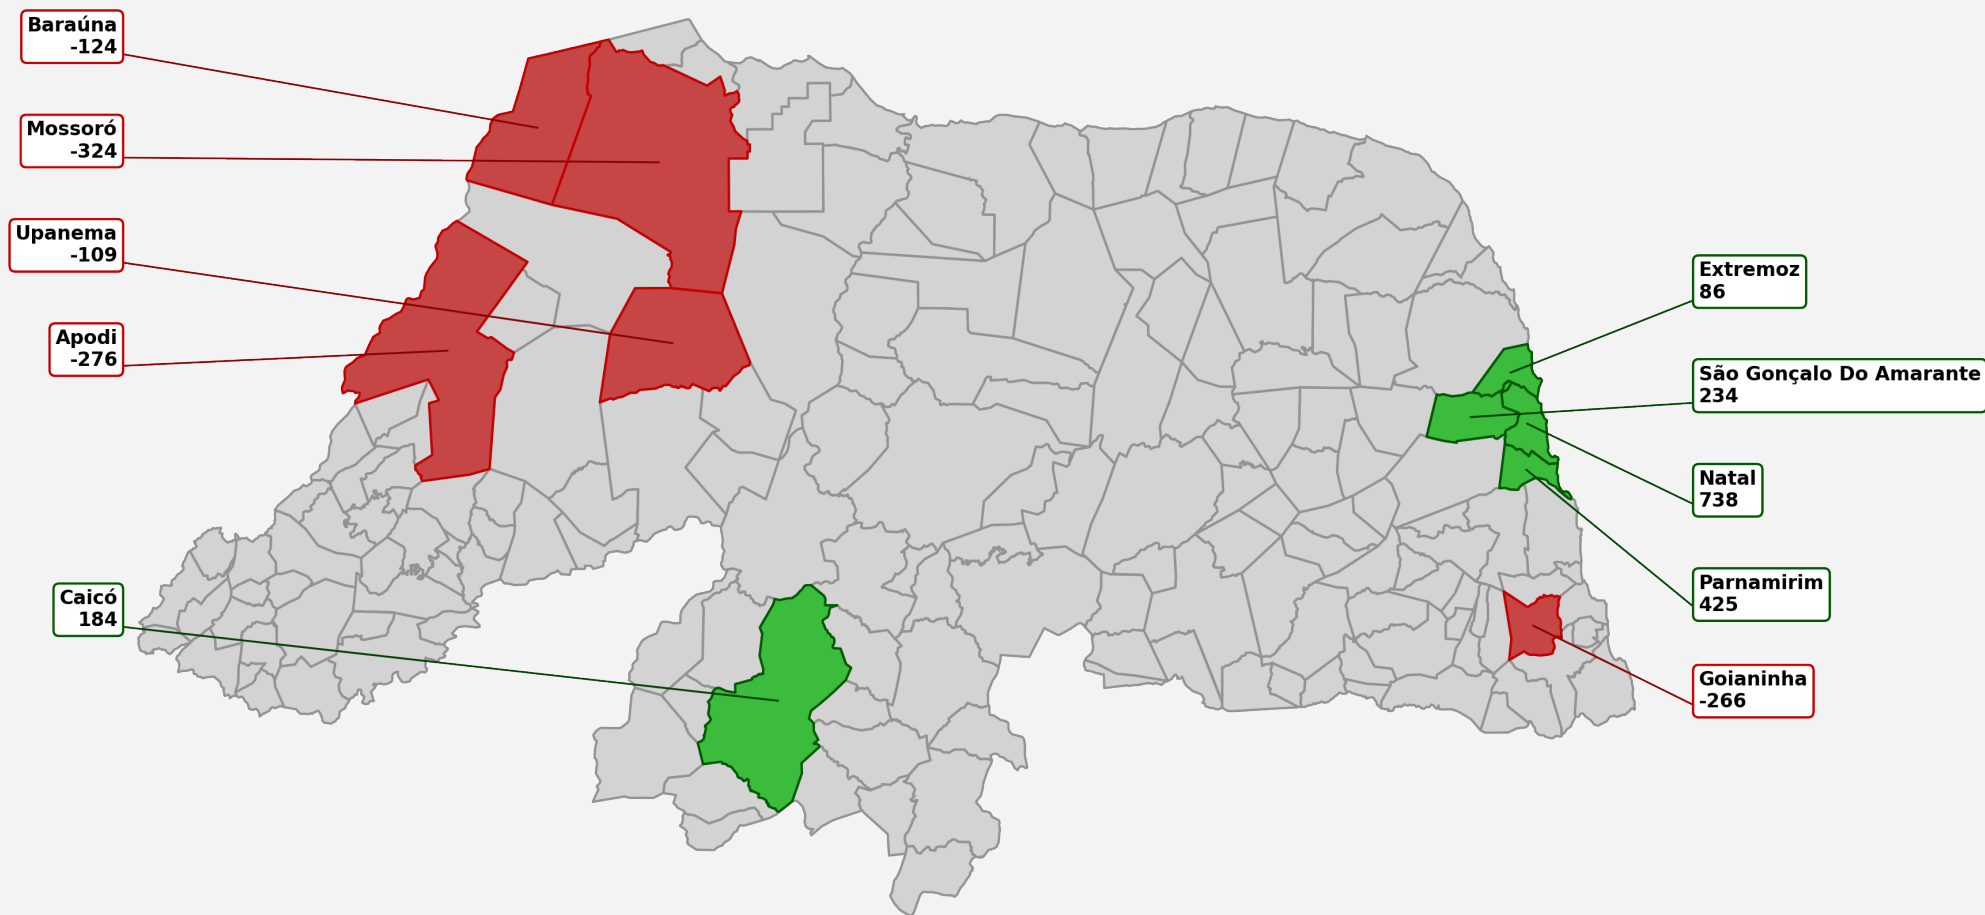 Baraúna
-124
Mossoró
-324
Upanema
-109
Apodi
-276
Caicó
184
Extremoz
86
São Gonçalo Do Amarante
234
Natal
738
Parnamirim
425
Goianinha
-266